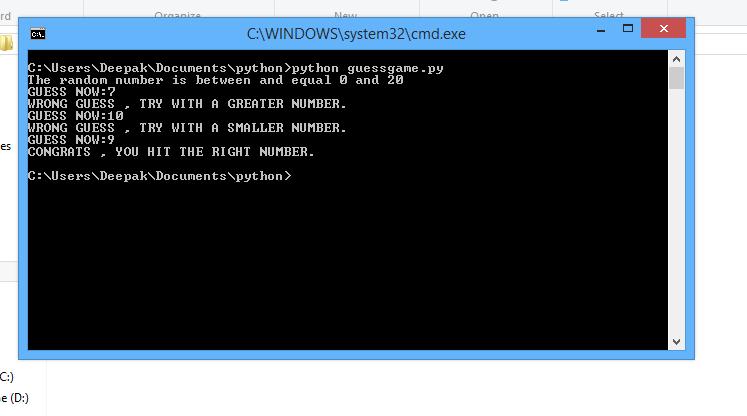 rd
Organize
New
Open
Select
C:\WINDOWS\system32\cmd.exe
C:\Users\Deepak\Documents\python>python guessgame.py
The random number is between and equal 0 and 20
GUESS NOW:7
WRONG GUESS , TRY WITH A GREATER NUMBER.
GUESS NOW:10
WRONG GUESS , TRY WITH A SMALLER NUMBER.
GUESS NOW:9
CONGRATS , YOU HIT THE RIGHT NUMBER.
C:\Users\Deepak\Documents\python>
es
C:)
e (D:)